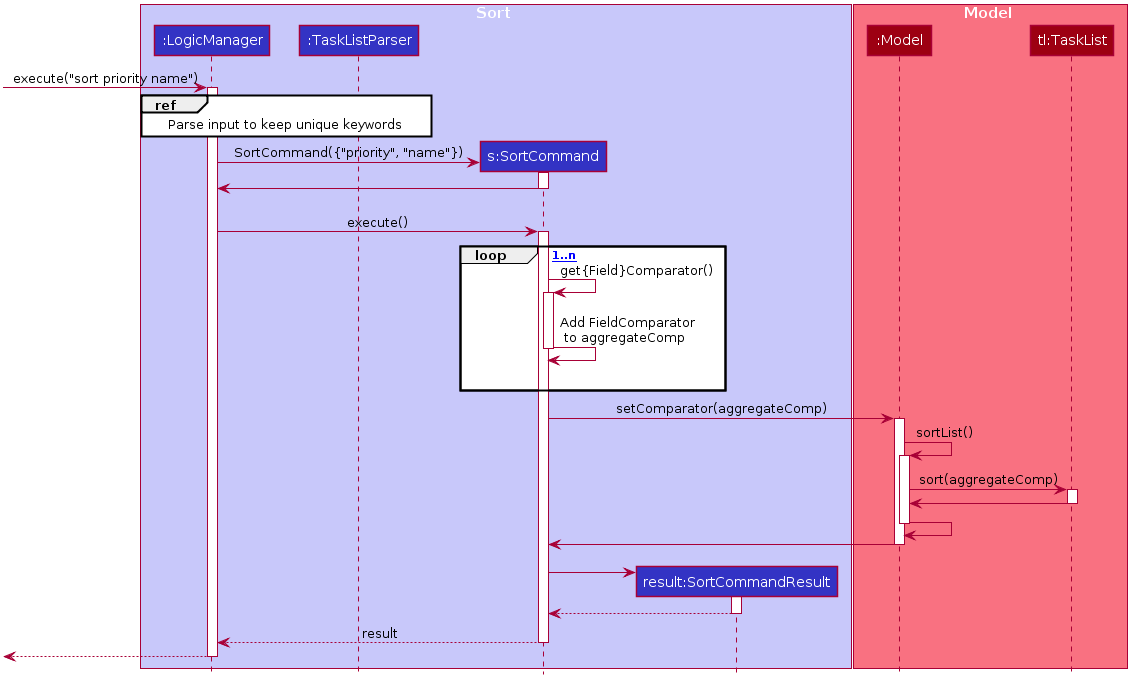 Sort
Model
:LogicManager
:TaskListParser
:Model
tl:TaskList
execute("sort priority name")
ref
Parse input to keep unique keywords
SortCommand({"priority", "name"})
s:SortCommand
execute()
loop
1..n
get{Field}Comparator()
Add FieldComparator
to aggregateComp
setComparator(aggregateComp)
sortList()
sort(aggregateComp)
result:SortCommandResult
result